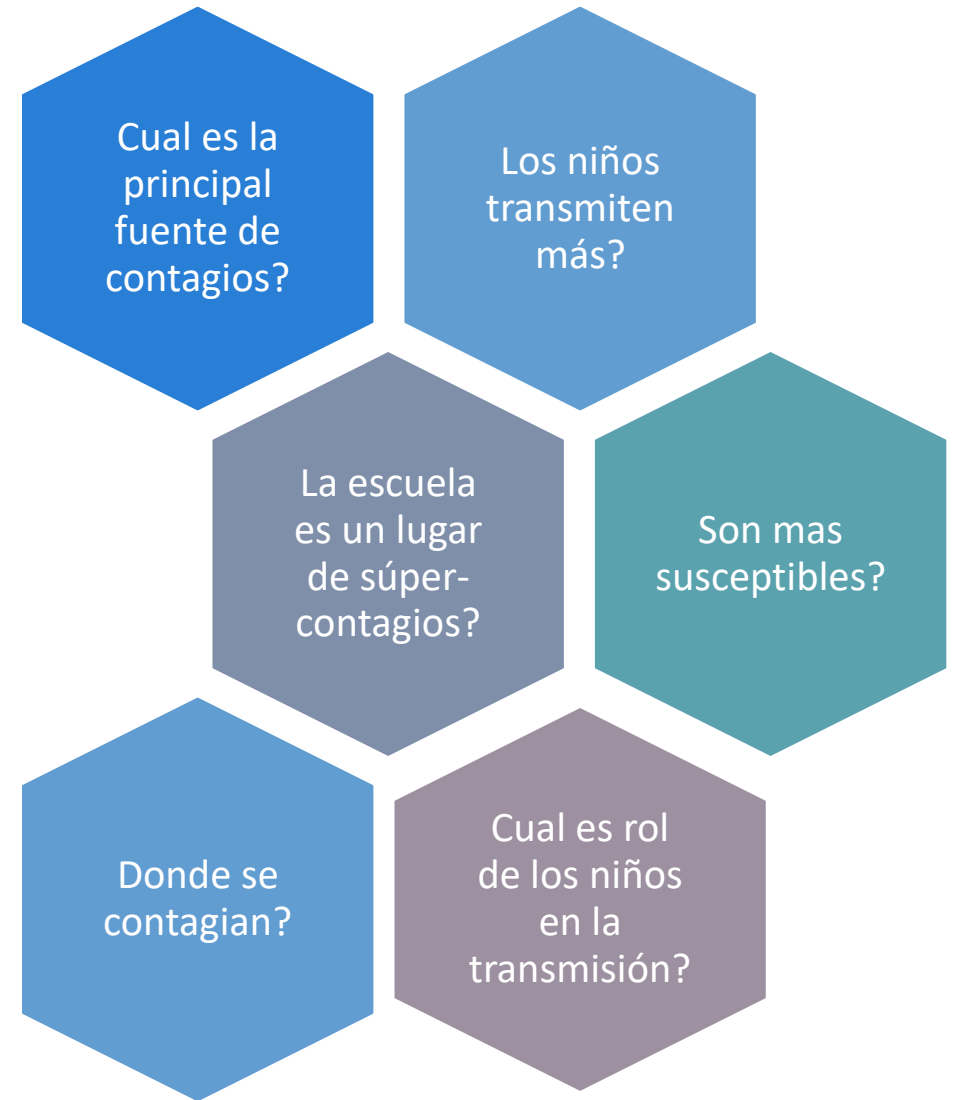 Cual es la
principal
fuente de
contagios?
Los niños
transmiten
más?
La escuela
es un lugar
de súper-
contagios?
Son mas
susceptibles?
Donde se
contagian?
Cual es rol
de los niños
en la
transmisión?